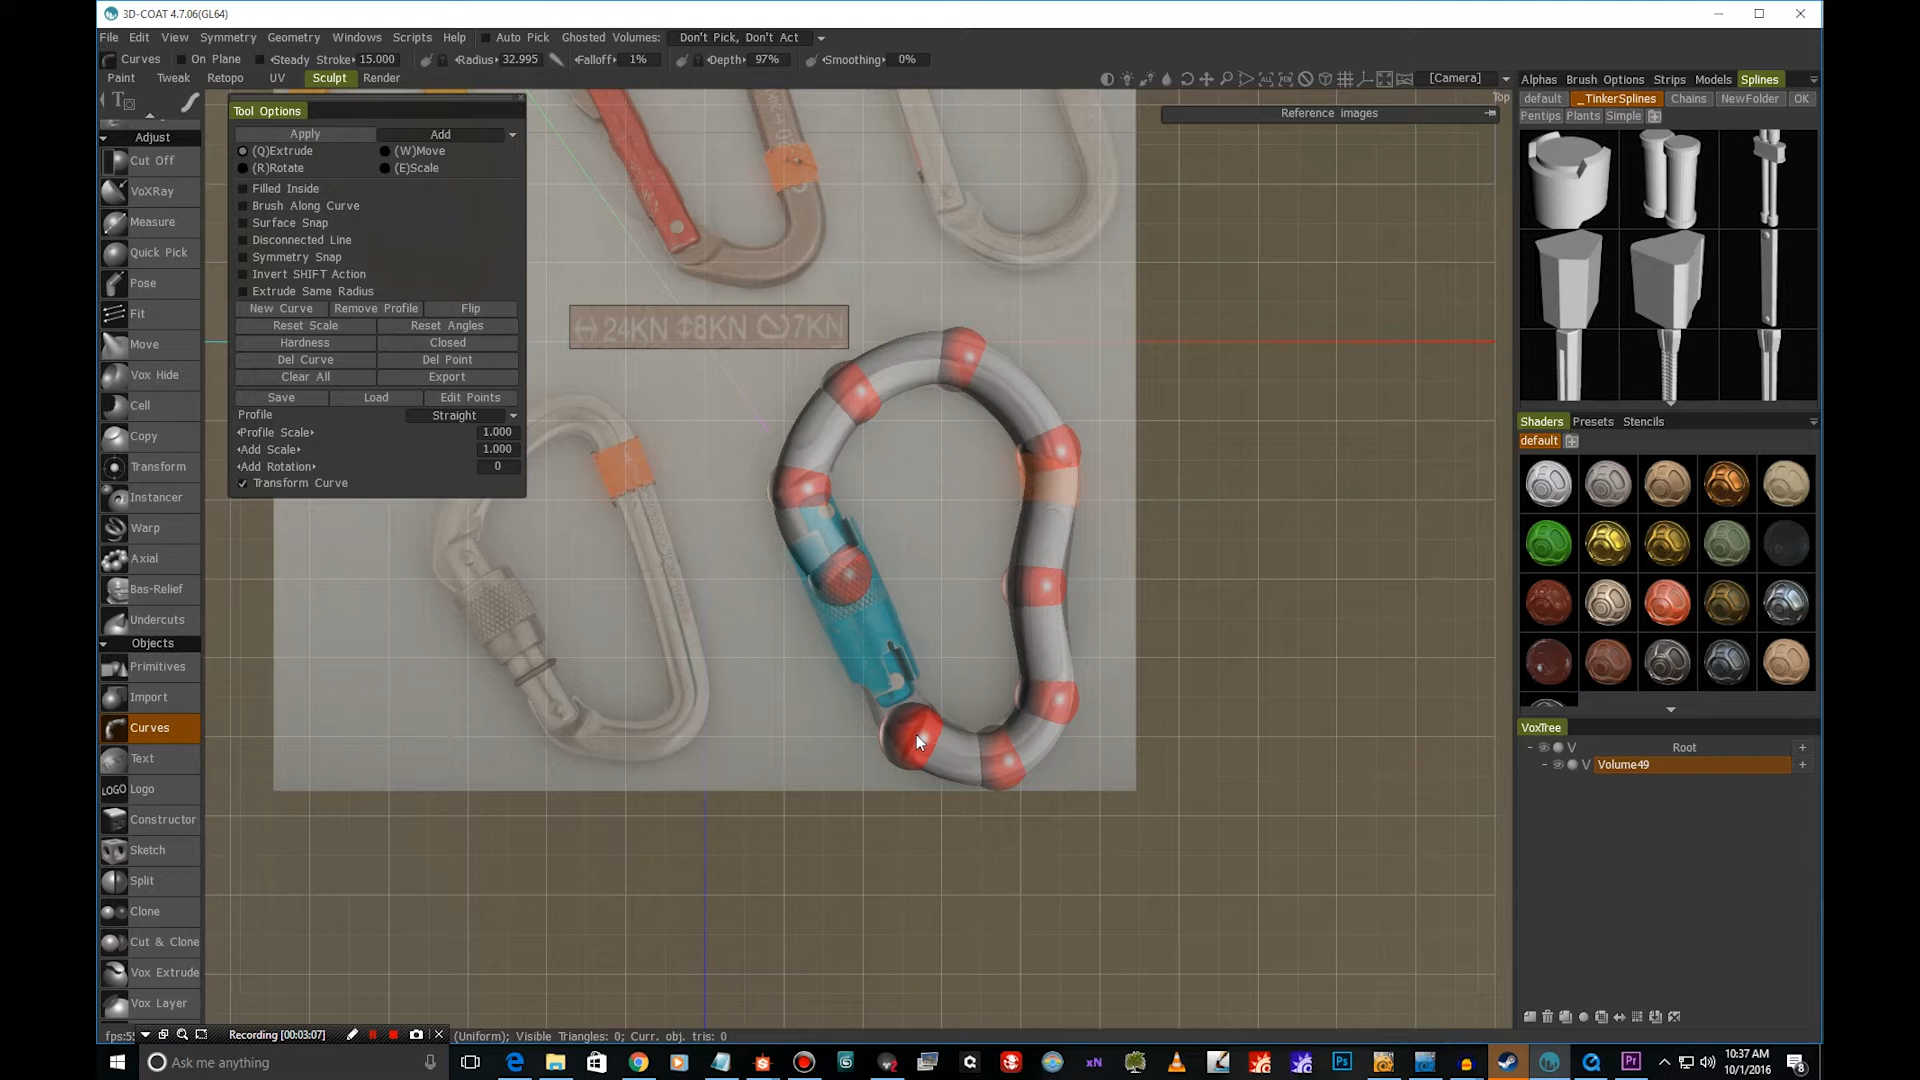 3D-COAT 4.7.06(GL64)
File Edit View Symmetry Geometry Windows Scripts Help Auto Pick Ghosted Volumes: Don't Pick, Don't Act
Curves On Plane Steady Stroke 15.000 Radius: 32.995 Falloff: 1% Depth: 97% Smoothing: 0%
Paint Tweak Retopo UV Sculpt Render [Camera]
Top
Reference images
Tool Options
Apply Add
(Q)Extrude (W)Move
(R)Rotate (E)Scale
Filled Inside
Brush Along Curve
Surface Snap
Disconnected Line
Symmetry Snap
Invert SHIFT Action
Extrude Same Radius
New Curve Remove Profile Flip
Reset Scale Reset Angles
Hardness Closed
Del Curve Del Point
Clear All Export
Save Load Edit Points
Profile Straight
Profile Scale 1.000
Add Scale 1.000
Add Rotation 0
Transform Curve
Adjust
Cut Off
VoXRay
Measure
Quick Pick
Pose
Fit
Move
Vox Hide
Cell
Copy
Transform
Instancer
Warp
Axial
Bas-Relief
Undercuts
Objects
Primitives
Import
Curves
Text
LOGO Logo
Constructor
Sketch
Split
Clone
Cut & Clone
Vox Extrude
Vox Layer
24KN 8KN 7KN
Alphas Brush Options Strips Models Splines
default _TinkerSplines Chains NewFolder OK
Pentips Plants Simple
Shaders Presets Stencils
default
VoxTree
V Root
V Volume49
Recording [00:03:07]
(Uniform); Visible Triangles: 0; Curr. obj. tris: 0
Ask me anything
10:37 AM
10/1/2016